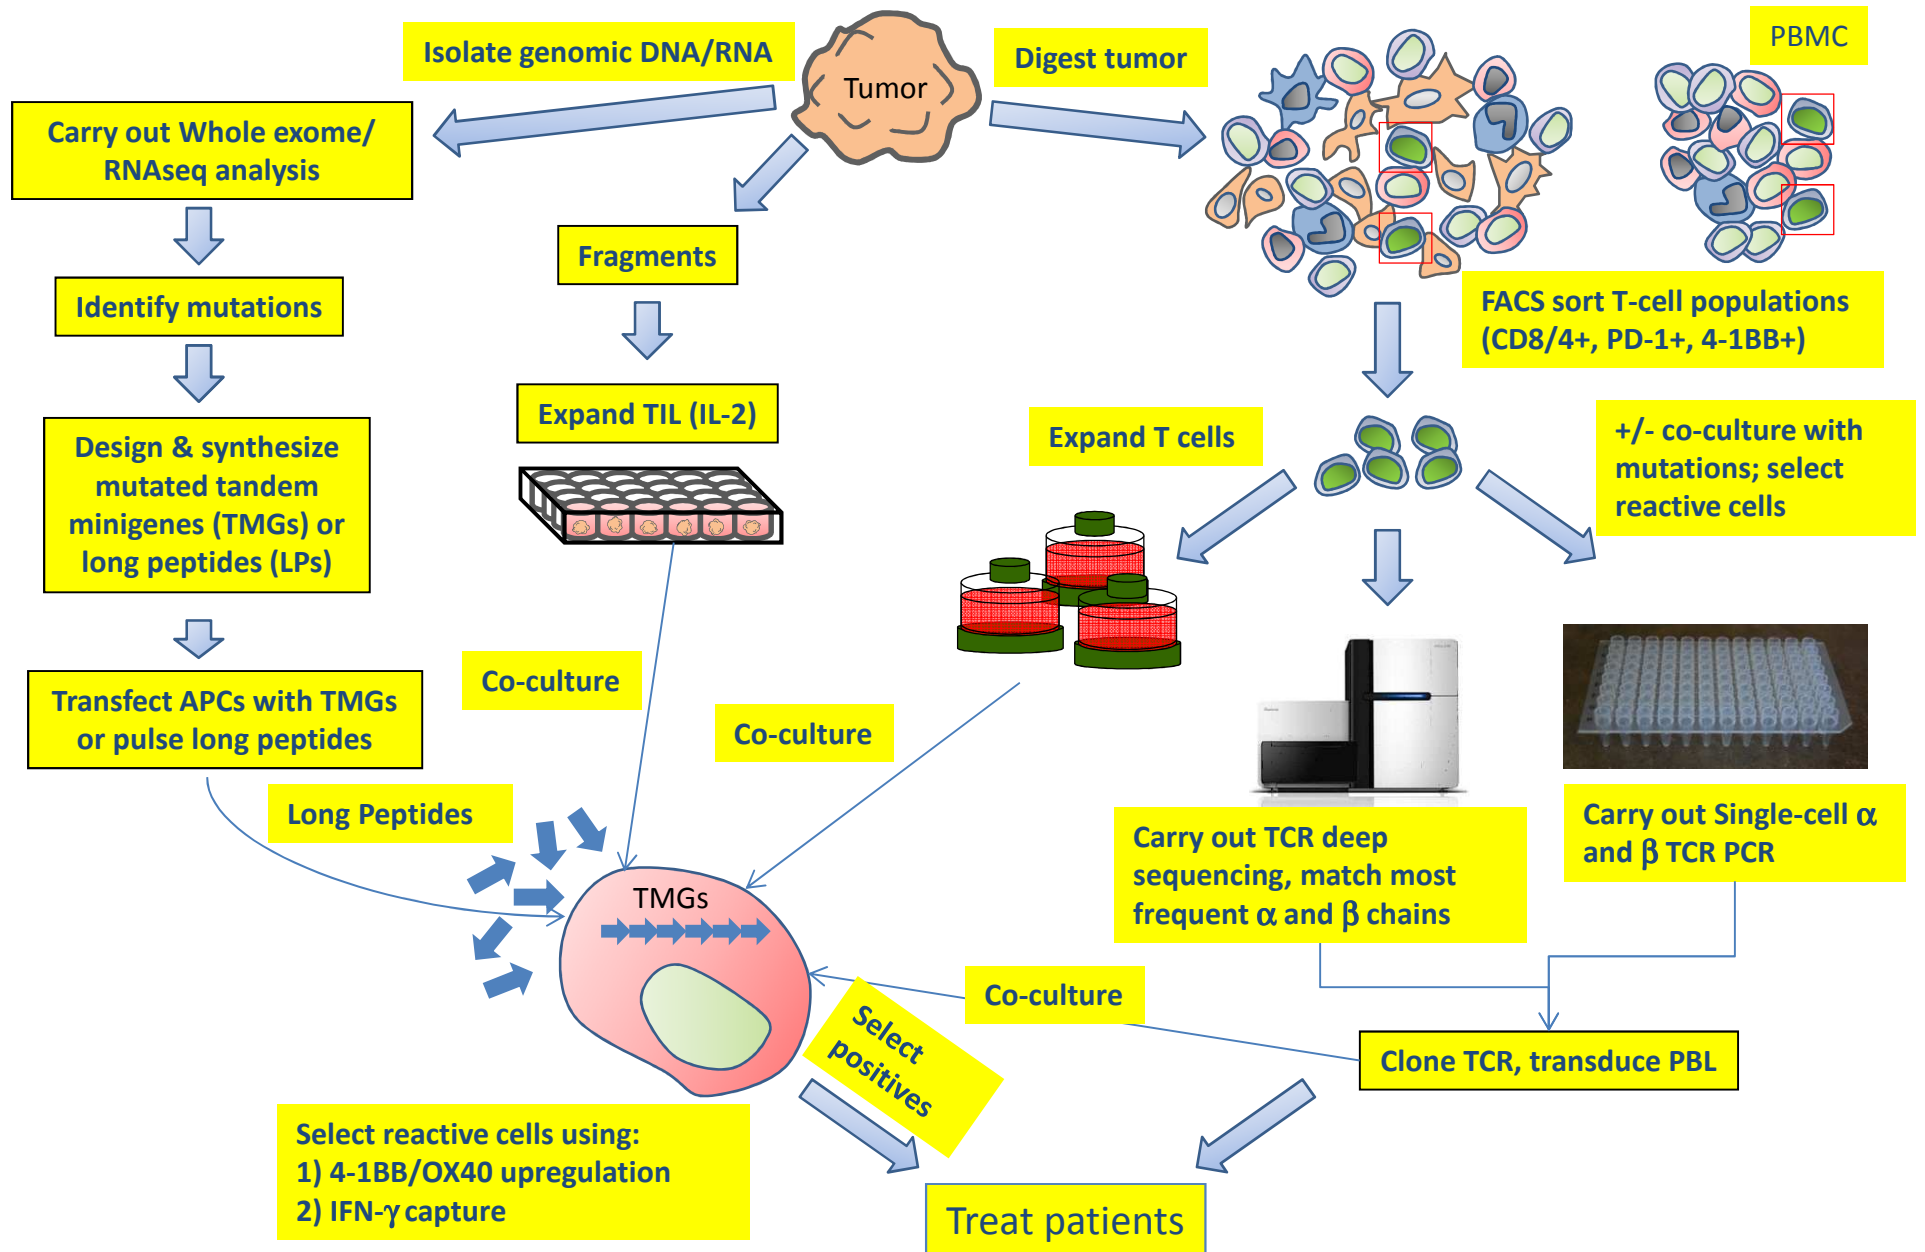 Isolate genomic DNA/RNA
Tumor
Digest tumor
PBMC
Carry out Whole exome/
RNAseq analysis
Fragments
Identify mutations
FACS sort T-cell populations
(CD8/4+, PD-1+, 4-1BB+)
Expand TIL (IL-2)
Expand T cells
+/- co-culture with
mutations; select
reactive cells
Design & synthesize
mutated tandem
minigenes (TMGs) or
long peptides (LPs)
Co-culture
Transfect APCs with TMGs
or pulse long peptides
Co-culture
Long Peptides
Carry out TCR deep
sequencing, match most
frequent α and β chains
Carry out Single-cell α
and β TCR PCR
TMGs
Co-culture
Select
positives
Clone TCR, transduce PBL
Select reactive cells using:
1) 4-1BB/OX40 upregulation
2) IFN-γ capture
Treat patients